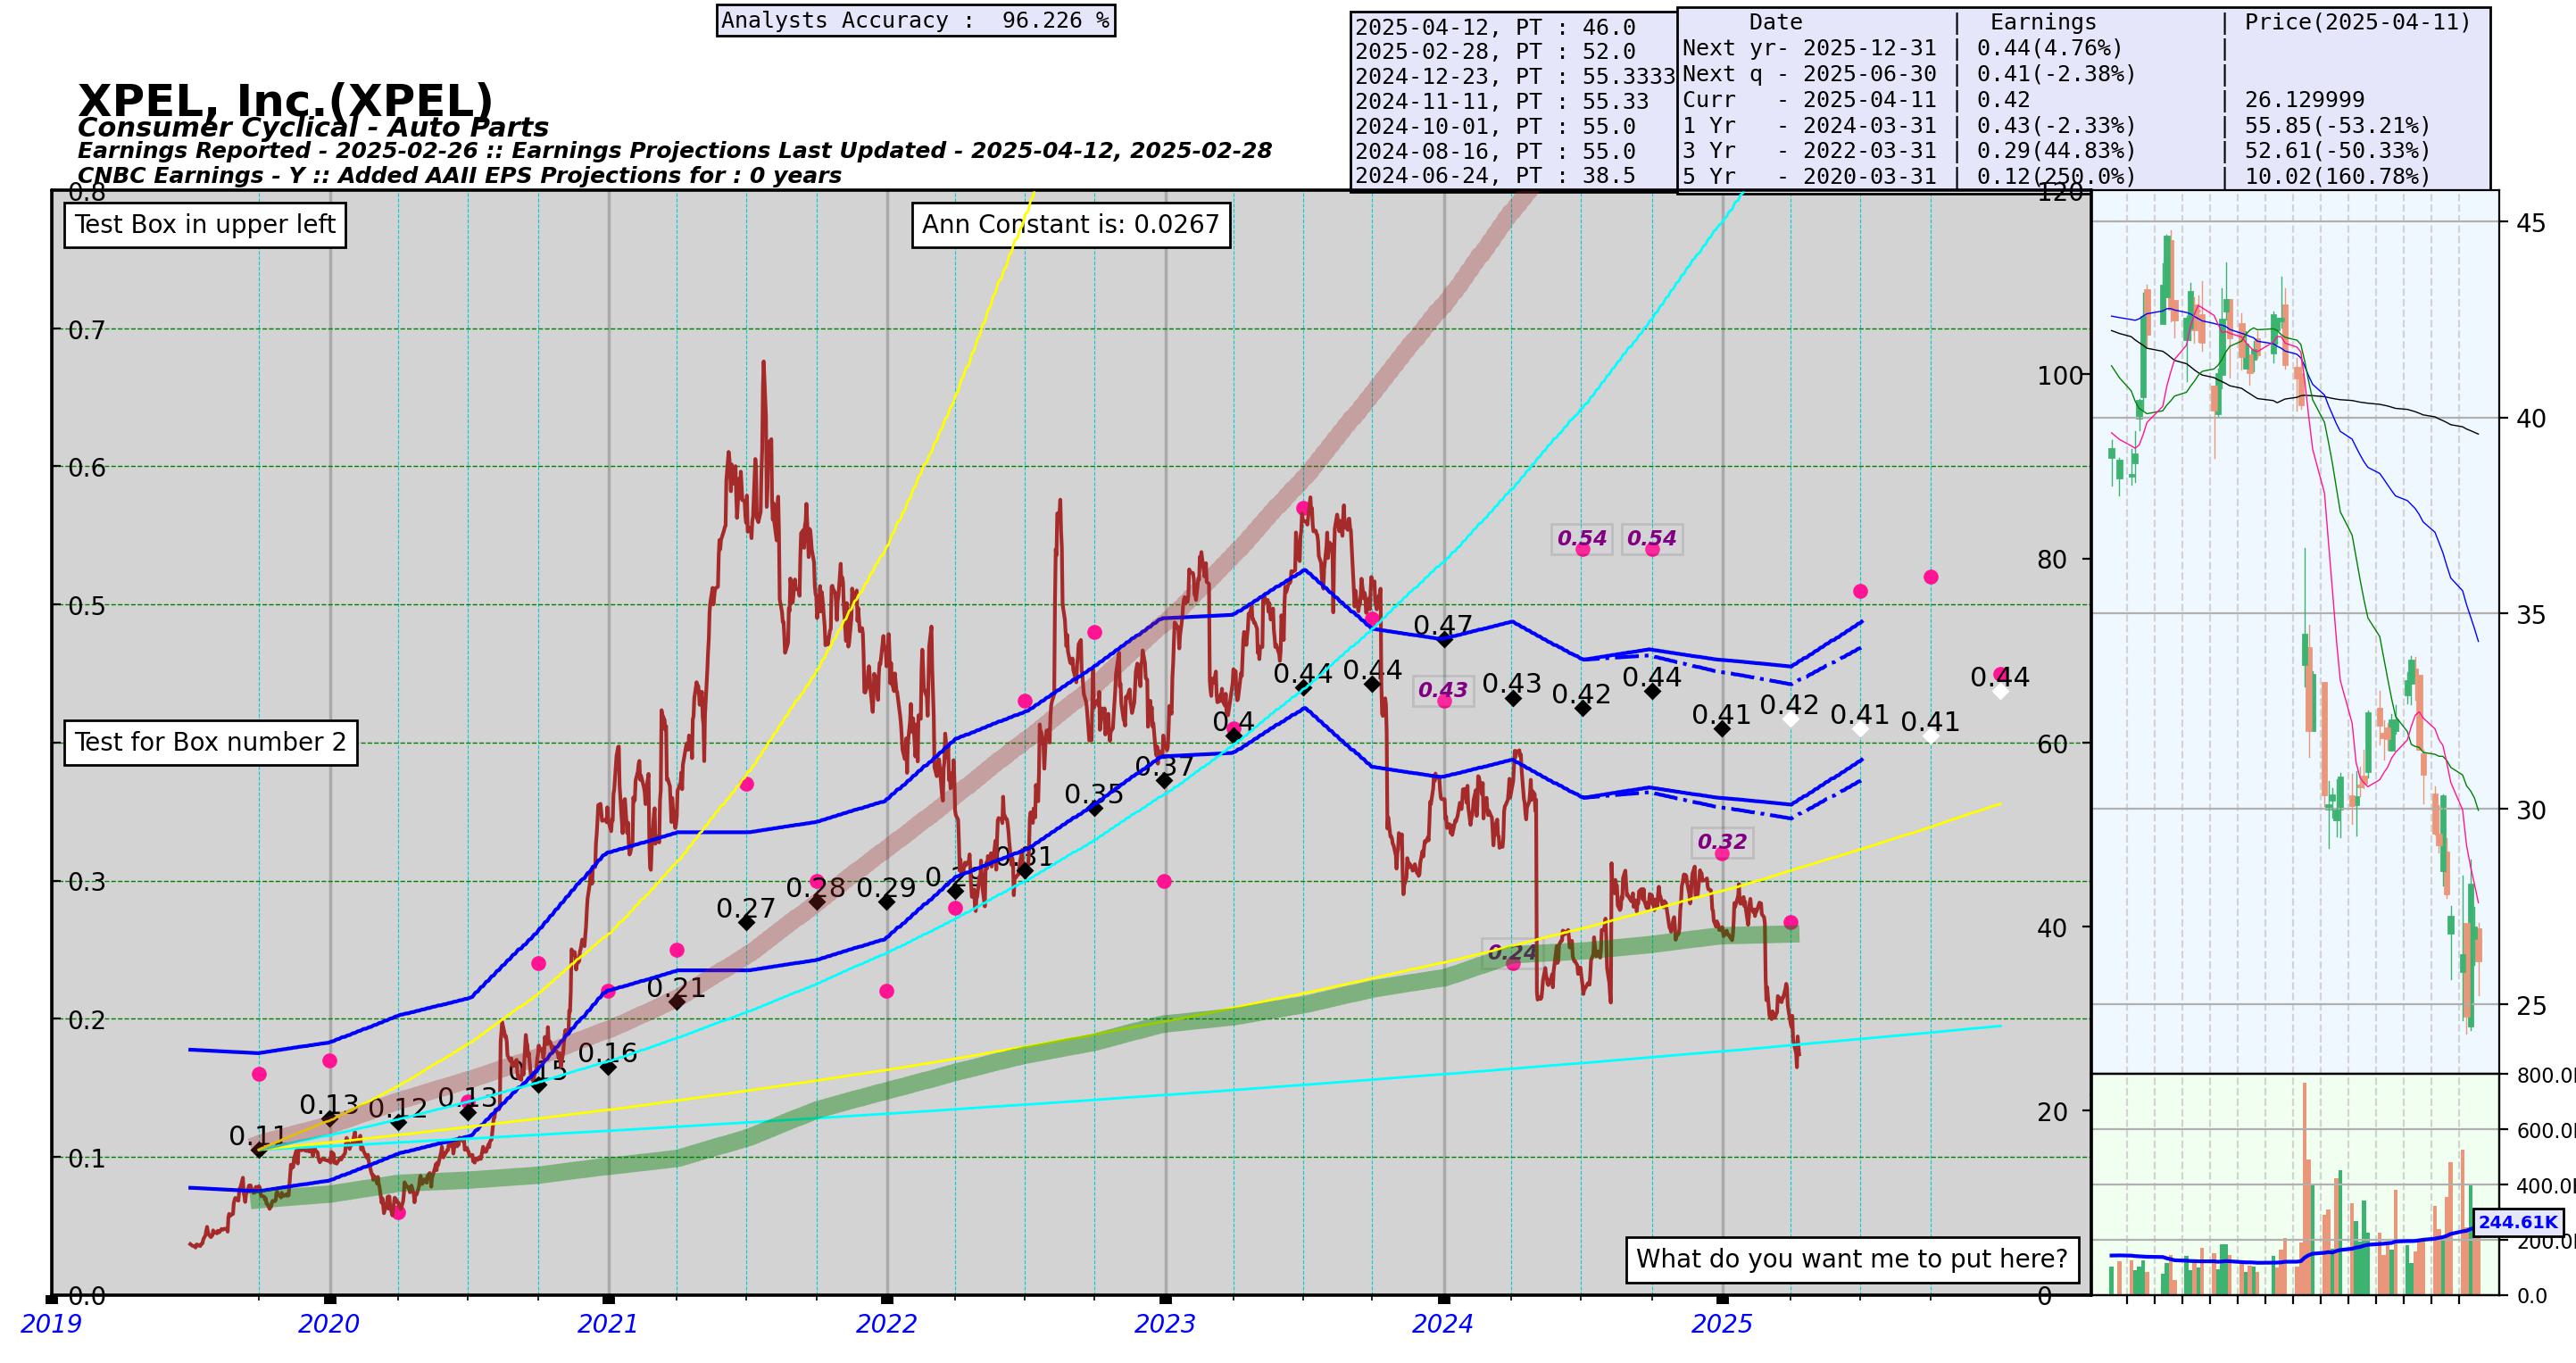 Analysts Accuracy :  96.226 %
2025-04-12, PT : 46.0
2025-02-28, PT : 52.0
2024-12-23, PT : 55.3333
2024-11-11, PT : 55.33
2024-10-01, PT : 55.0
2024-08-16, PT : 55.0
2024-06-24, PT : 38.5
Date | Earnings | Price(2025-04-11)
Next yr- 2025-12-31 | 0.44(4.76%) |
Next q - 2025-06-30 | 0.41(-2.38%) |
Curr - 2025-04-11 | 0.42 | 26.129999
1 Yr - 2024-03-31 | 0.43(-2.33%) | 55.85(-53.21%)
3 Yr - 2022-03-31 | 0.29(44.83%) | 52.61(-50.33%)
5 Yr - 2020-03-31 | 0.12(250.0%) | 10.02(160.78%)
XPEL, Inc.(XPEL)
Consumer Cyclical - Auto Parts
Earnings Reported - 2025-02-26 :: Earnings Projections Last Updated - 2025-04-12, 2025-02-28
CNBC Earnings - Y :: Added AAII EPS Projections for : 0 years
Test Box in upper left
Ann Constant is: 0.0267
Test for Box number 2
What do you want me to put here?
0.8
0.7
0.6
0.5
0.3
0.2
0.1
0.0
0.11
0.13
0.12
0.13
0.15
0.16
0.21
0.27
0.28
0.29
0.31
0.35
0.37
0.4
0.44
0.44
0.47
0.43
0.43
0.24
0.42
0.54
0.44
0.54
0.41
0.32
0.42
0.41
0.41
0.44
120
100
80
60
40
20
0
45
40
35
30
25
800.0
600.0
400.0
244.61K
200.0
0.0
2019
2020
2021
2022
2023
2024
2025